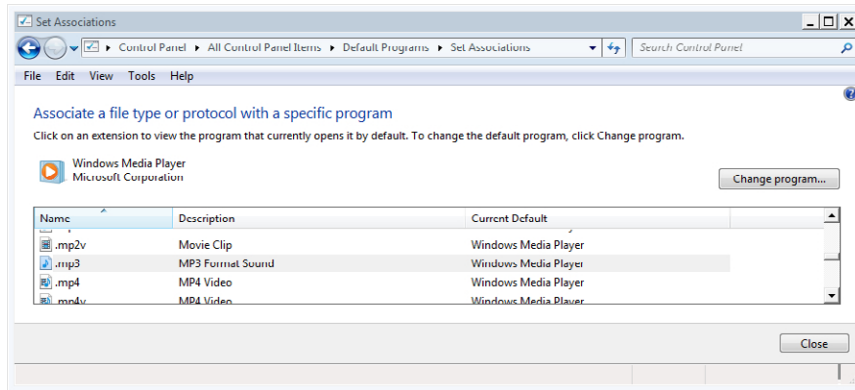 Set Associations
Control Panel All Control Panel Items Default Programs Set Associations Search Control Panel
File Edit View Tools Help
Associate a file type or protocol with a specific program
Click on an extension to view the program that currently opens it by default. To change the default program, click Change program.
Windows Media Player
Microsoft Corporation
Change program...
Name Description Current Default
.mp2v Movie Clip Windows Media Player
.mp3 MP3 Format Sound Windows Media Player
.mp4 MP4 Video Windows Media Player
.mp4v MP4 Video Windows Media Player
Close